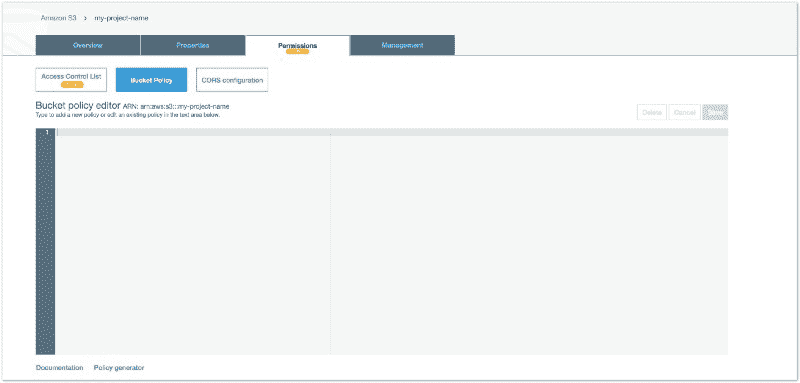 Amazon S3 > my-project-name
Overview
Properties
Permissions
Management
Access Control List
Bucket Policy
CORS configuration
Bucket policy editor ARN: arn:aws:s3:::my-project-name
Type to add a new policy or edit an existing policy in the text area below.
Delete
Cancel
1
Documentation
Policy generator